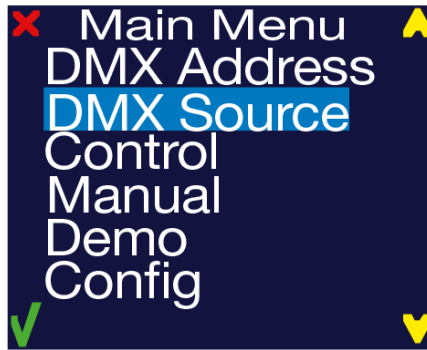 Main Menu
DMX Address
DMX Source
Control
Manual
Demo
Config